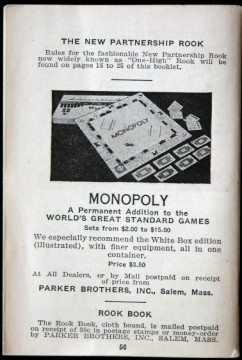 THE NEW PARTNERSHIP ROOK
Rules for the fashionable New Partnership Rook
now widely known as "One-High" Rook will be
found on pages 18 to 25 of this booklet.
MONOPOLY
MONOPOLY
A Permanent Addition to the
WORLD'S GREAT STANDARD GAMES
Sets from $2.00 to $15.00
We especially recommend the White Box edition
(illustrated), with finer equipment, all in one
container.
Price $3.50
At All Dealers, or by Mail postpaid on receipt
of price from
PARKER BROTHERS, INC., Salem, Mass.
ROOK BOOK
The Rook Book, cloth bound, is mailed postpaid
on receipt of in postage stamps or money-order
by PARKER BROTHERS, INC., Salem, Mass.
56